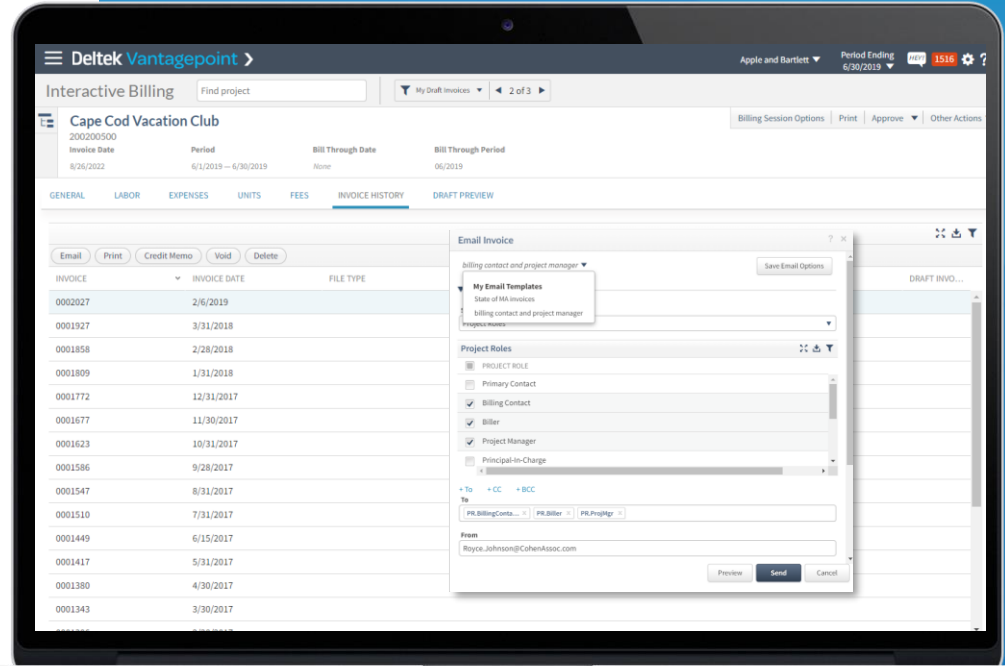 Deltek Vantagepoint
Apple and Bartlett
Period Ending
6/30/2019
HEY!
1516
?
Interactive Billing
Find project
My Draft Invoices
2 of 3
Cape Cod Vacation Club
200200500
Billing Session Options Print Approve Other Actions
Invoice Date Period Bill Through Date Bill Through Period
8/26/2022 6/1/2019 — 6/30/2019 None 06/2019
GENERAL LABOR EXPENSES UNITS FEES INVOICE HISTORY DRAFT PREVIEW
Email Print Credit Memo Void Delete
INVOICE INVOICE DATE FILE TYPE DRAFT INVO...
0002027 2/6/2019
0001927 3/31/2018
0001858 2/28/2018
0001809 1/31/2018
0001772 12/31/2017
0001677 11/30/2017
0001623 10/31/2017
0001586 9/28/2017
0001547 8/31/2017
0001510 7/31/2017
0001449 6/15/2017
0001417 5/31/2017
0001380 4/30/2017
0001343 3/30/2017
Email Invoice
? ×
billing contact and project manager
Save Email Options
My Email Templates
State of MA invoices
billing contact and project manager
Project Roles
Project Roles
PROJECT ROLE
Primary Contact
Billing Contact
Biller
Project Manager
Principal-In-Charge
+ To + CC + BCC
To
PR.BillingConta... × PR.Biller × PR.ProjMgr ×
From
Royce.Johnson@CohenAssoc.com
Preview Send Cancel